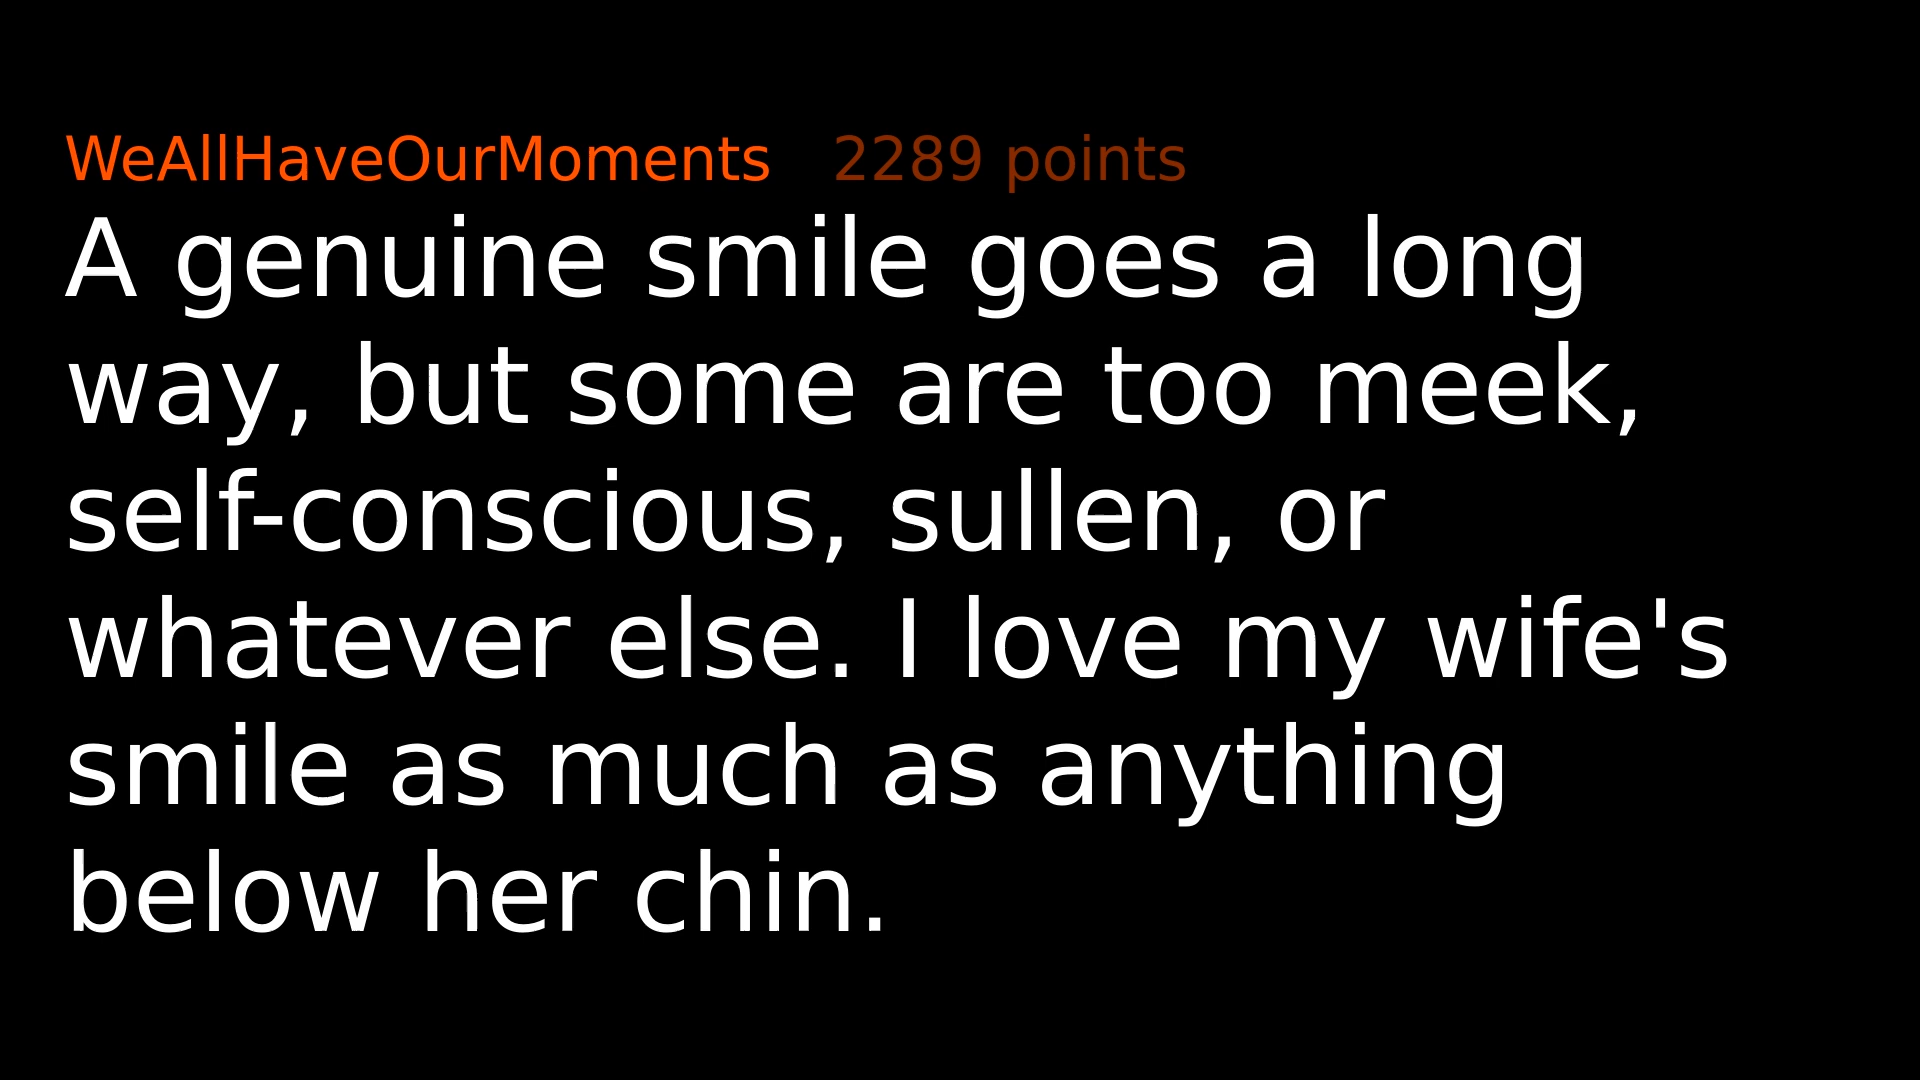 WeAllHaveOurMoments 2289 points
A genuine smile goes a long
way, but some are too meek,
self-conscious, sullen, or
whatever else. I love my wife's
smile as much as anything
below her chin.